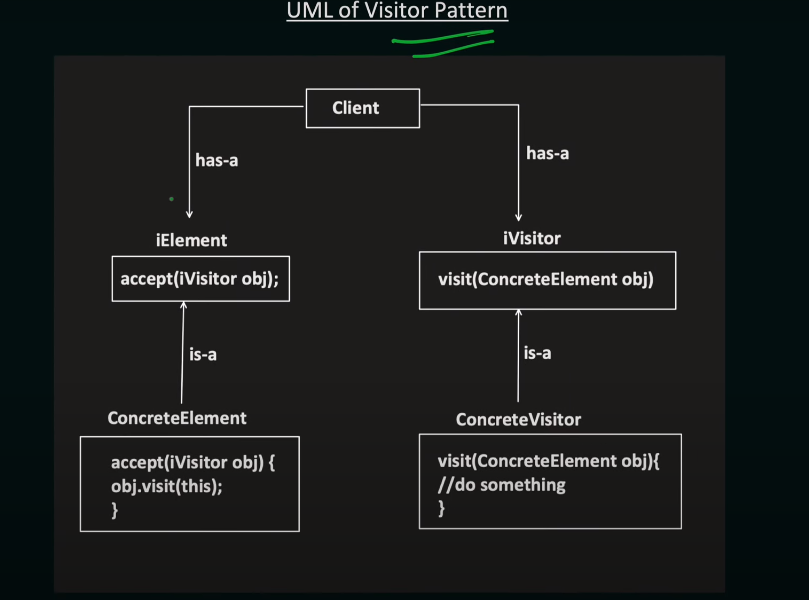 UML of Visitor Pattern
Client
has-a
has-a
iElement
iVisitor
accept(iVisitor obj);
visit(ConcreteElement obj)
is-a
is-a
ConcreteElement
ConcreteVisitor
accept(iVisitor obj) {
obj.visit(this);
}
visit(ConcreteElement obj){
//do something
}